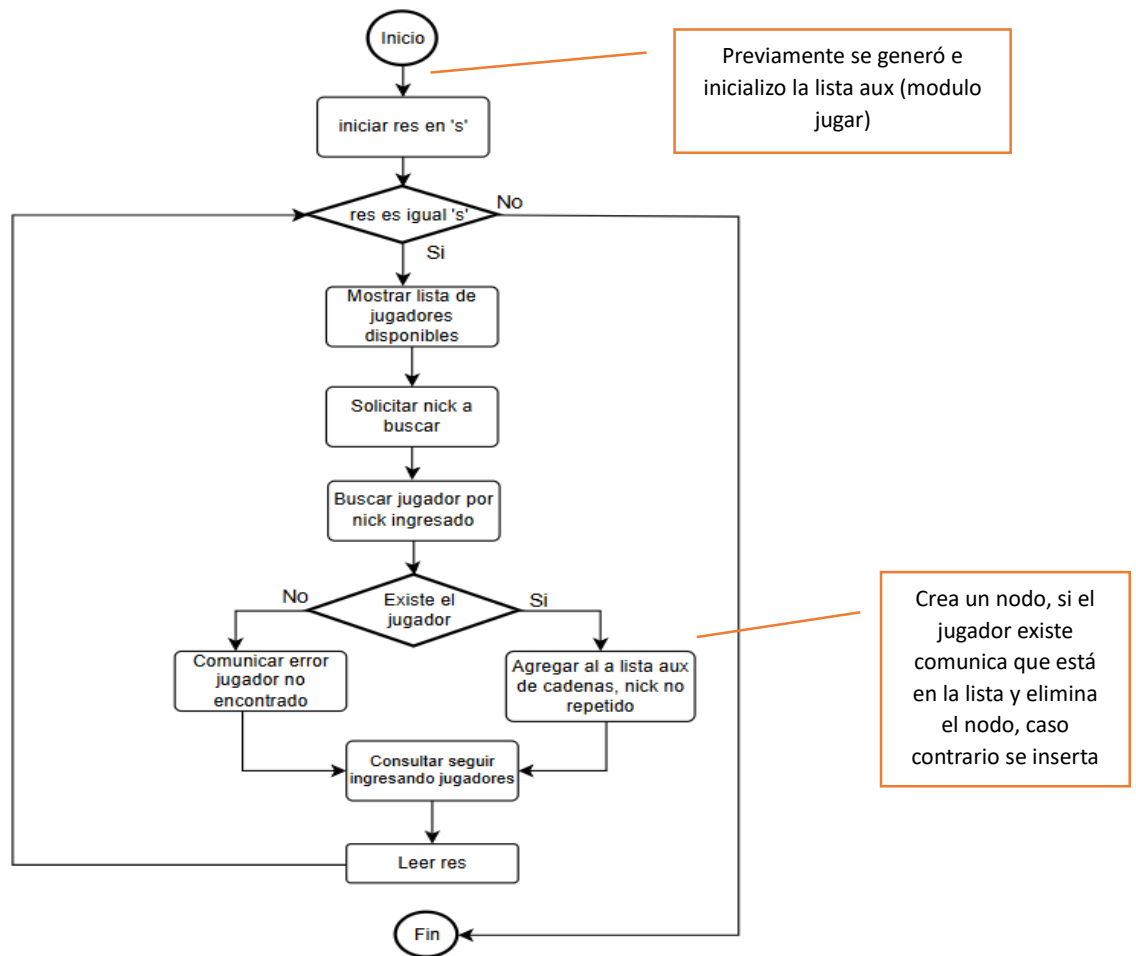 Inicio
Previamente se generó e
inicializo la lista aux (modulo
jugar)
iniciar res en 's'
res es igual 's'
No
Si
Mostrar lista de
jugadores
disponibles
Solicitar nick a
buscar
Buscar jugador por
nick ingresado
Existe el
jugador
No
Si
Comunicar error
jugador no
encontrado
Agregar al a lista aux
de cadenas, nick no
repetido
Crea un nodo, si el
jugador existe
comunica que está
en la lista y elimina
el nodo, caso
contrario se inserta
Consultar seguir
ingresando jugadores
Leer res
Fin